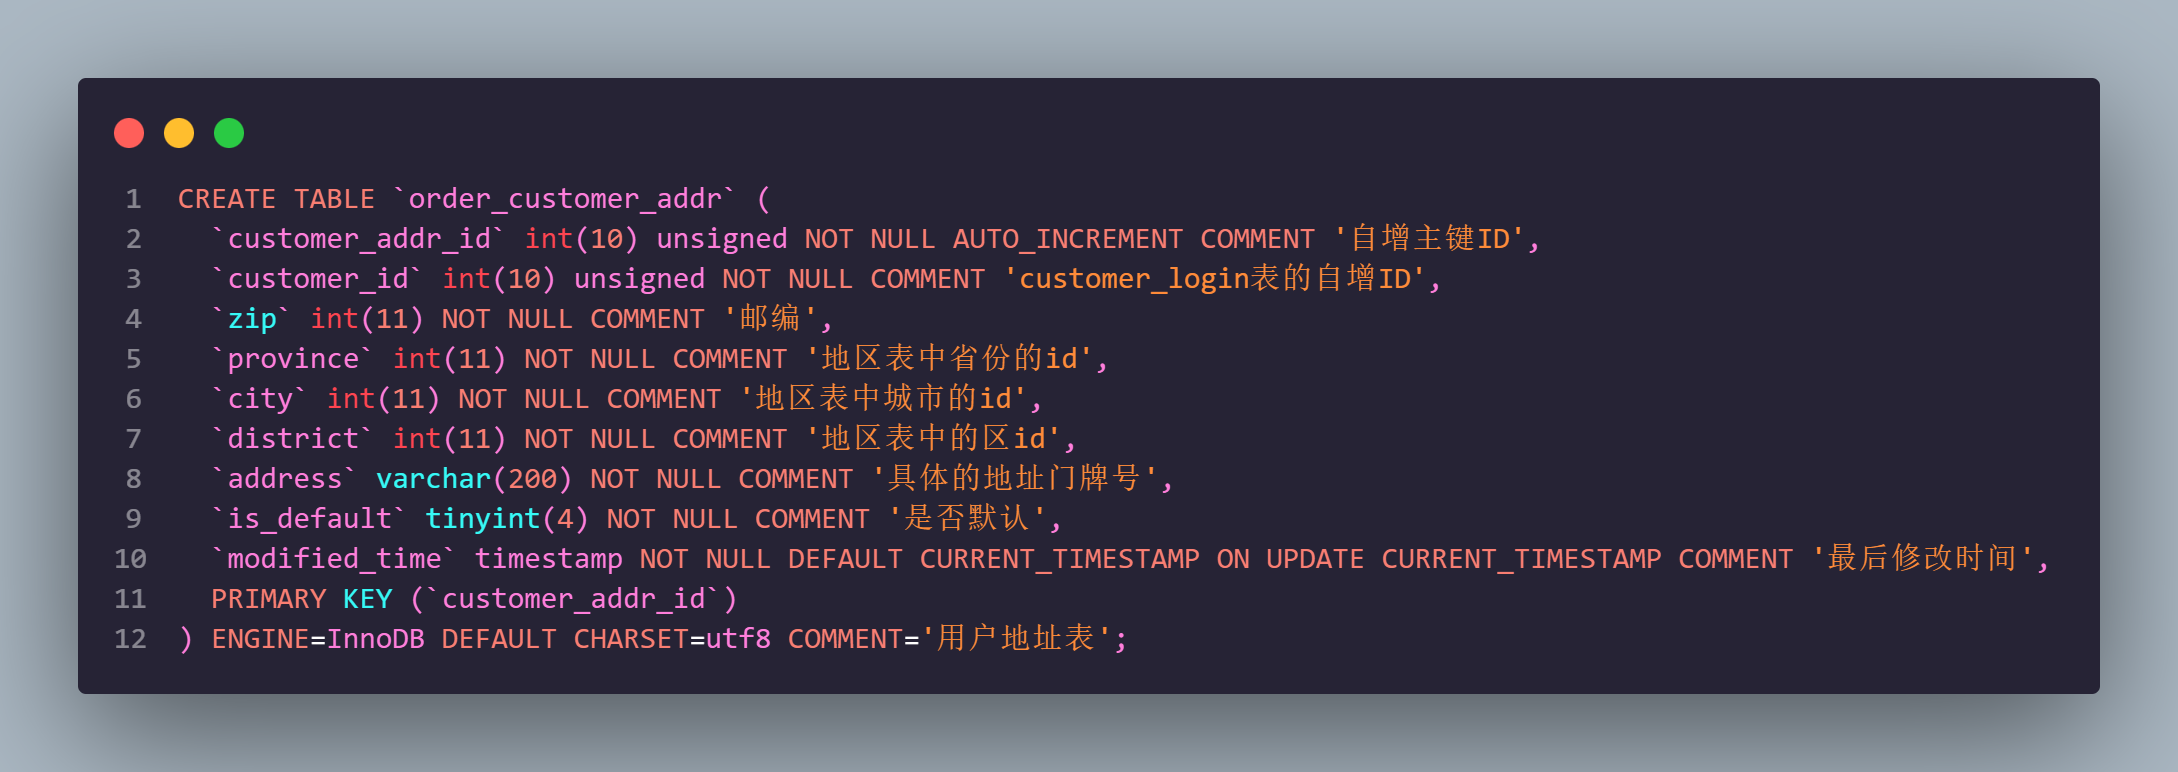 1 CREATE TABLE `order_customer_addr` (
2   `customer_addr_id` int(10) unsigned NOT NULL AUTO_INCREMENT COMMENT '自增主键ID',
3   `customer_id` int(10) unsigned NOT NULL COMMENT 'customer_login表的自增ID',
4   `zip` int(11) NOT NULL COMMENT '邮编',
5   `province` int(11) NOT NULL COMMENT '地区表中省份的id',
6   `city` int(11) NOT NULL COMMENT '地区表中城市的id',
7   `district` int(11) NOT NULL COMMENT '地区表中的区id',
8   `address` varchar(200) NOT NULL COMMENT '具体的地址门牌号',
9   `is_default` tinyint(4) NOT NULL COMMENT '是否默认',
10   `modified_time` timestamp NOT NULL DEFAULT CURRENT_TIMESTAMP ON UPDATE CURRENT_TIMESTAMP COMMENT '最后修改时间',
11   PRIMARY KEY (`customer_addr_id`)
12 ) ENGINE=InnoDB DEFAULT CHARSET=utf8 COMMENT='用户地址表';